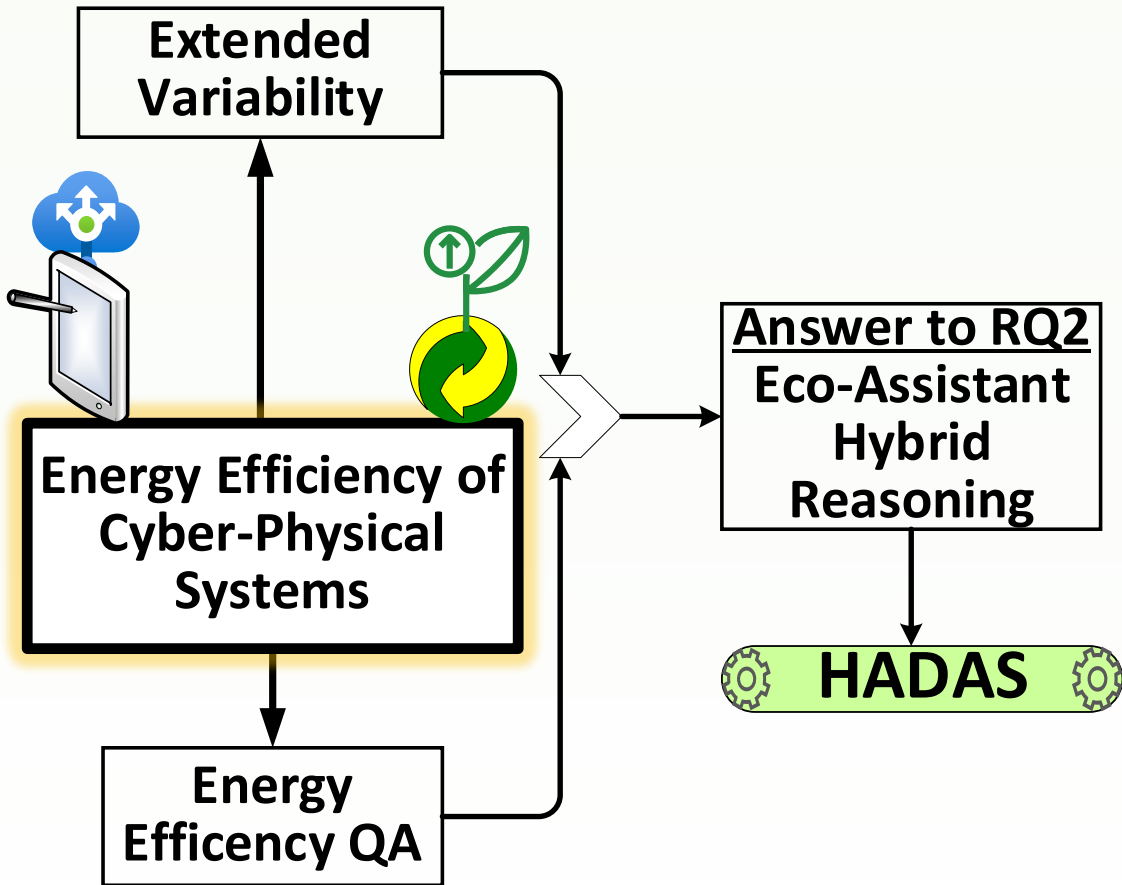 Extended
Variability
Energy Efficiency of
Cyber-Physical
Systems
Energy
Efficency QA
Answer to RQ2
Eco-Assistant
Hybrid
Reasoning
HADAS